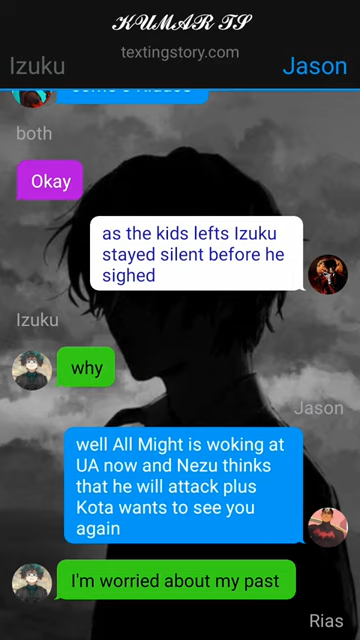 KUMAR TS
textingstory.com
Izuku
Jason
both
Okay
as the kids lefts Izuku
stayed silent before he
sighed
Izuku
why
Jason
well All Might is woking at
UA now and Nezu thinks
that he will attack plus
Kota wants to see you
again
I'm worried about my past
Rias